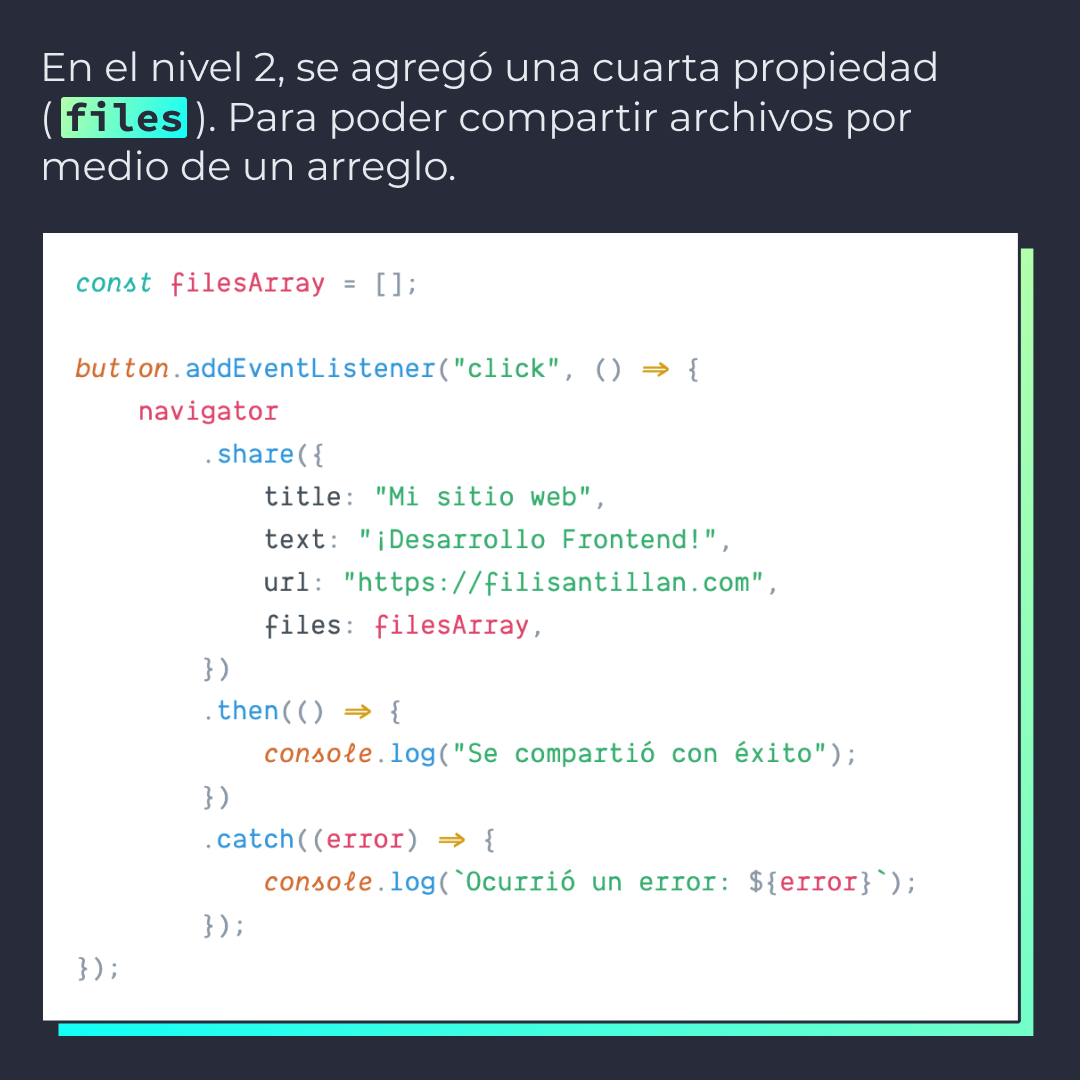 En el nivel 2, se agregó una cuarta propiedad
(files). Para poder compartir archivos por
medio de un arreglo.
const filesArray = [];
button.addEventListener("click", () => {
navigator
.share({
title: "Mi sitio web",
text: "¡Desarrollo Frontend!",
url: "https://filisantillan.com",
files: filesArray,
})
.then(() => {
console.log("Se compartió con éxito");
})
.catch((error) => {
console.log(`Ocurrió un error: ${error}`);
});
});